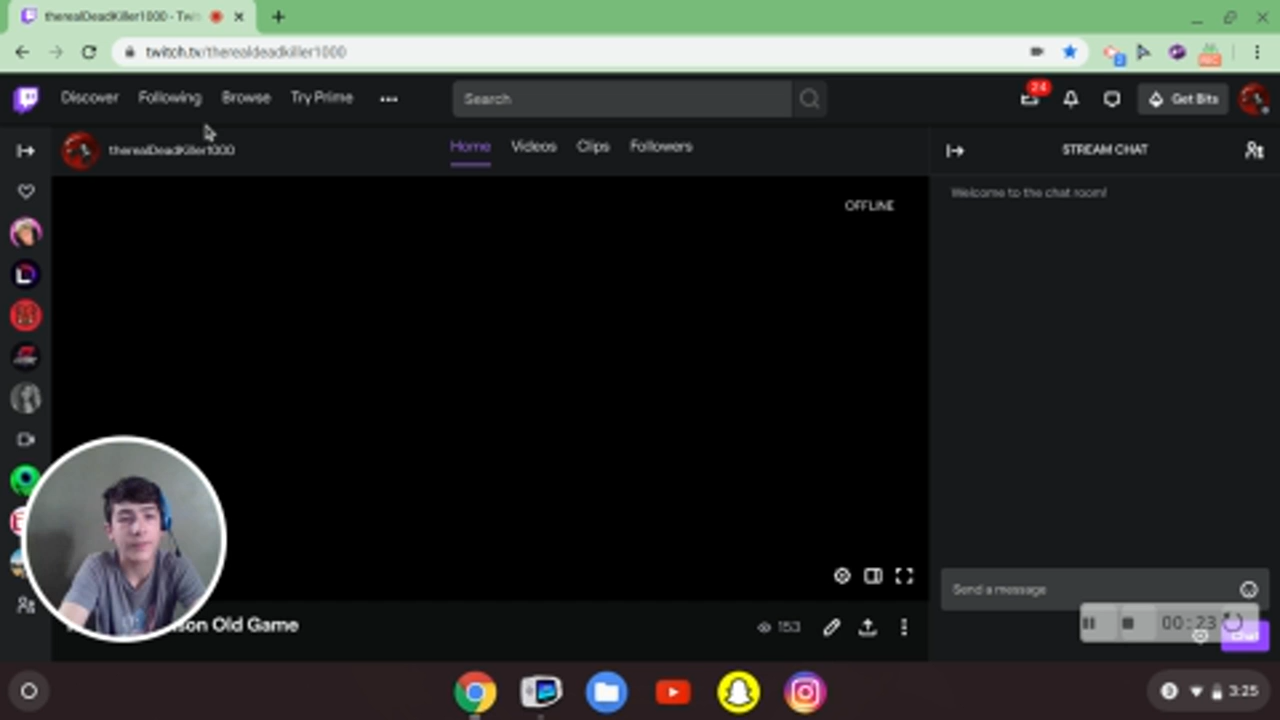 therealDeadKiller1000 - Twi
twitch.tv/therealdeadkiller1000
Discover
Following
Browse
Try Prime
Search
24
Get Bits
therealDeadKiller1000
Home
Videos
Clips
Followers
STREAM CHAT
Welcome to the chat room!
OFFLINE
Send a message
00:23
Chat
son Old Game
153
3:25